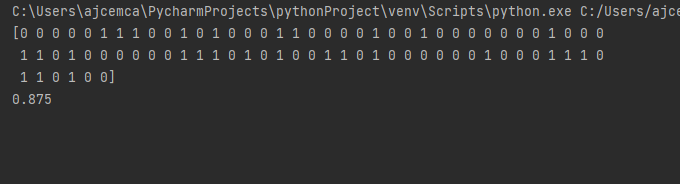 C:\Users\ajcemca\PycharmProjects\pythonProject\venv\Scripts\python.exe C:/Users/ajce
[0 0 0 0 0 1 1 1 0 0 1 0 1 0 0 0 1 1 0 0 0 0 1 0 0 1 0 0 0 0 0 0 0 1 0 0 0
1 1 0 1 0 0 0 0 0 0 1 1 1 0 1 0 1 0 0 1 1 0 1 0 0 0 0 0 0 1 0 0 0 1 1 1 0
1 1 0 1 0 0]
0.875